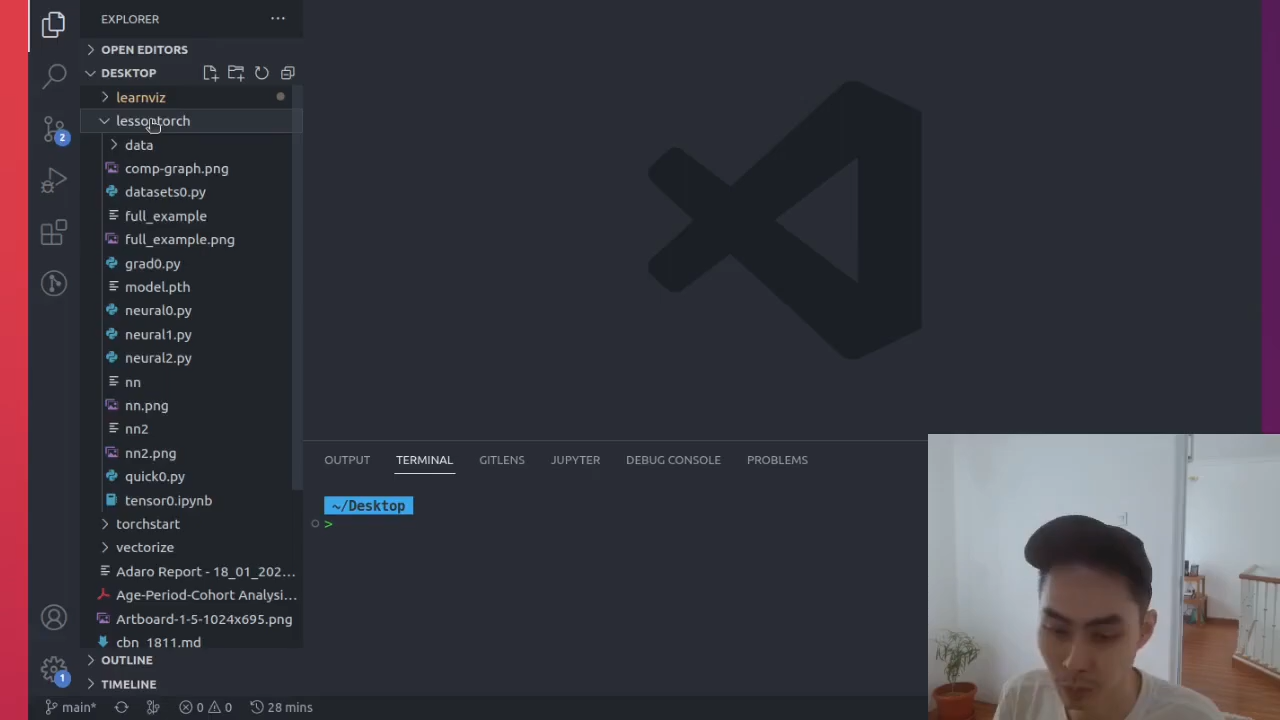 EXPLORER
OPEN EDITORS
DESKTOP
learnviz
lessontorch
data
comp-graph.png
datasets0.py
full_example
full_example.png
grad0.py
model.pth
neural0.py
neural1.py
neural2.py
nn
nn.png
nn2
nn2.png
quick0.py
tensor0.ipynb
torchstart
vectorize
Adaro Report - 18_01_202...
Age-Period-Cohort Analysi...
Artboard-1-5-1024x695.png
cbn_1811.md
OUTLINE
TIMELINE
2
1
OUTPUT TERMINAL GITLENS JUPYTER DEBUG CONSOLE PROBLEMS
~/Desktop
>
main* 0 0 28 mins